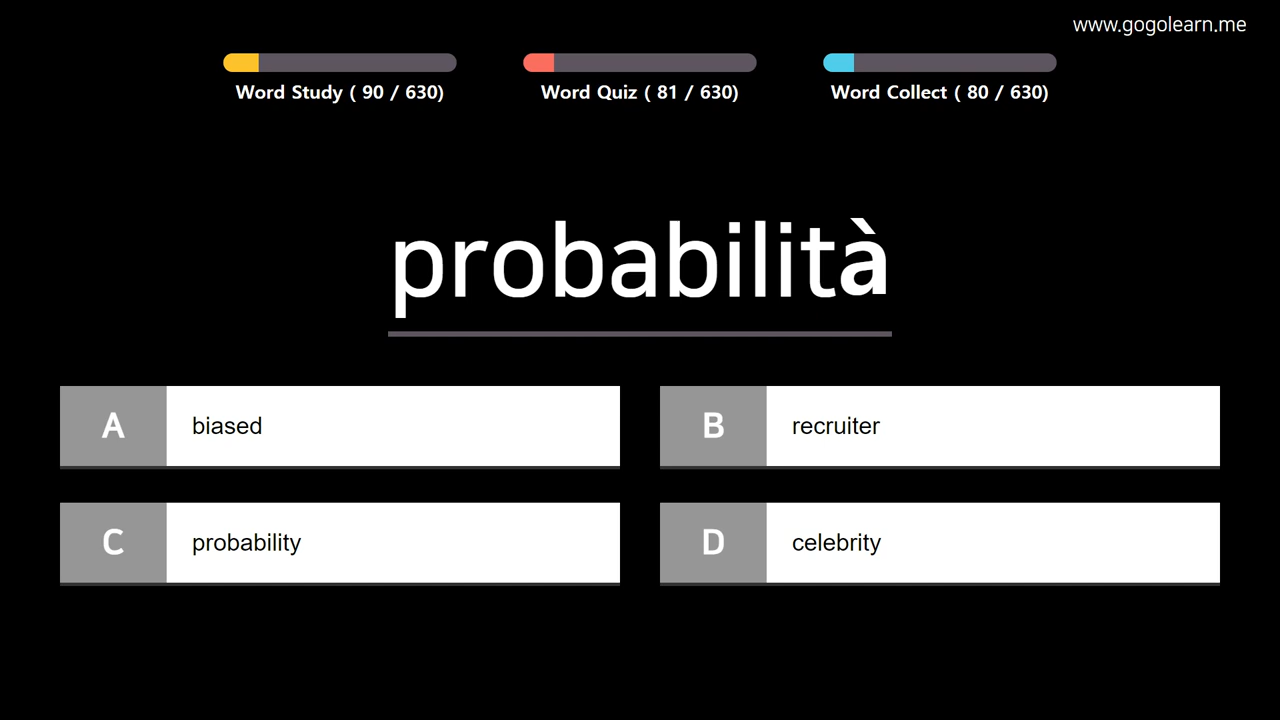 www.gogolearn.me
Word Study ( 90 / 630)
Word Quiz ( 81 / 630)
Word Collect ( 80 / 630)
probabilità
A biased
B recruiter
C probability
D celebrity